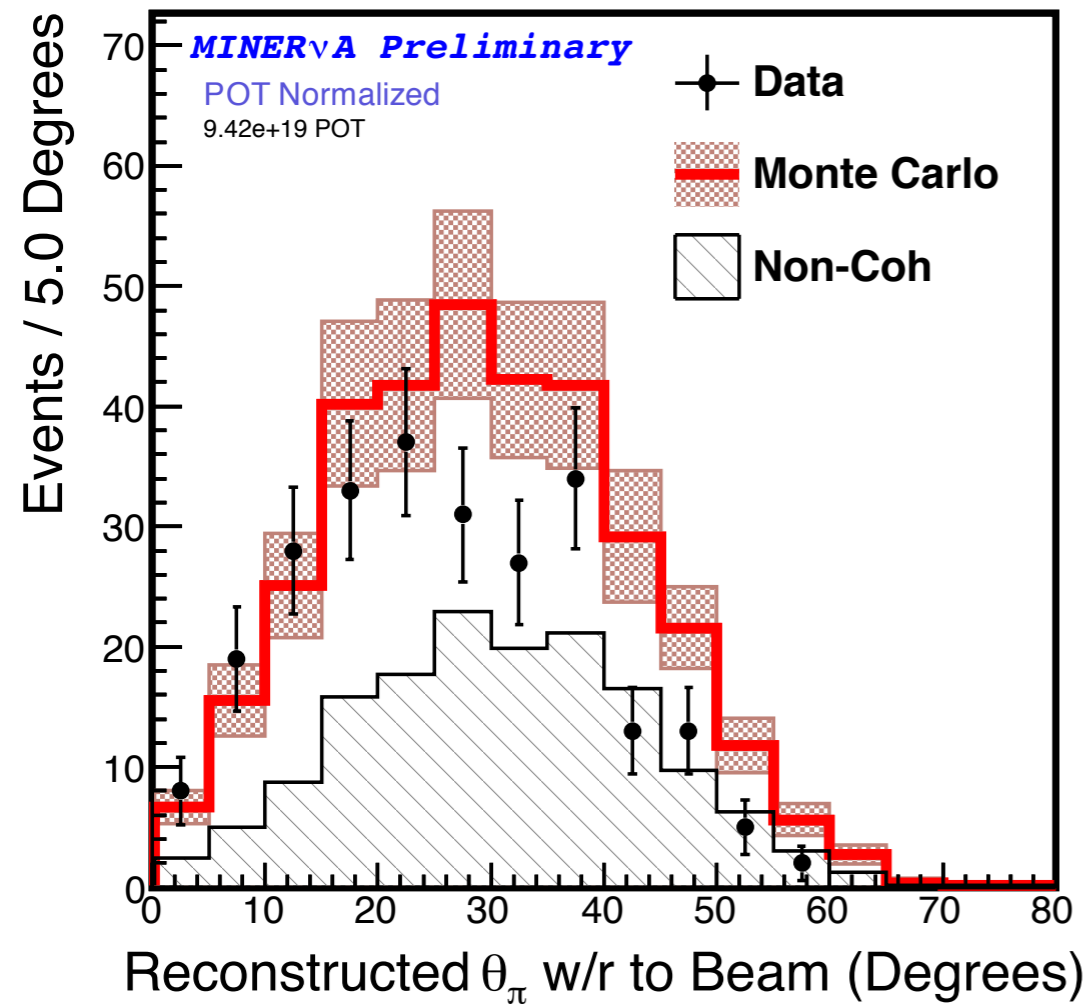 MINERνA Preliminary
POT Normalized
9.42e+19 POT
Data
Monte Carlo
Non-Coh
Events / 5.0 Degrees
70
60
50
40
30
20
10
0
0 10 20 30 40 50 60 70 80
Reconstructed θπ w/r to Beam (Degrees)